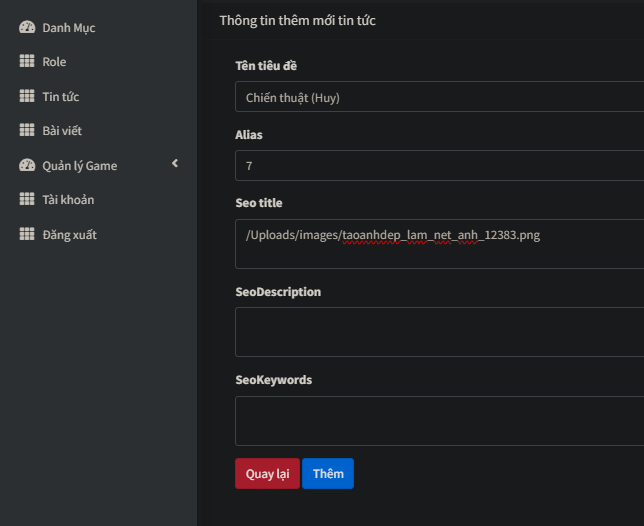 Danh Mục
Role
Tin tức
Bài viết
Quản lý Game
Tài khoản
Đăng xuất
Thông tin thêm mới tin tức
Tên tiêu đề
Chiến thuật (Huy)
Alias
7
Seo title
/Uploads/images/taoanhdep_lam_net_anh_12383.png
SeoDescription
SeoKeywords
Quay lại
Thêm